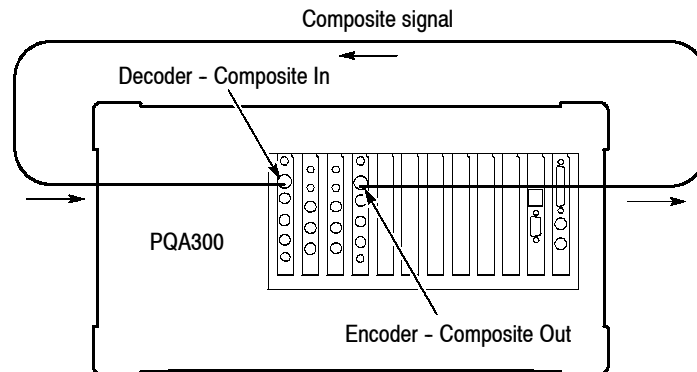 Composite signal
Decoder - Composite In
PQA300
Encoder - Composite Out